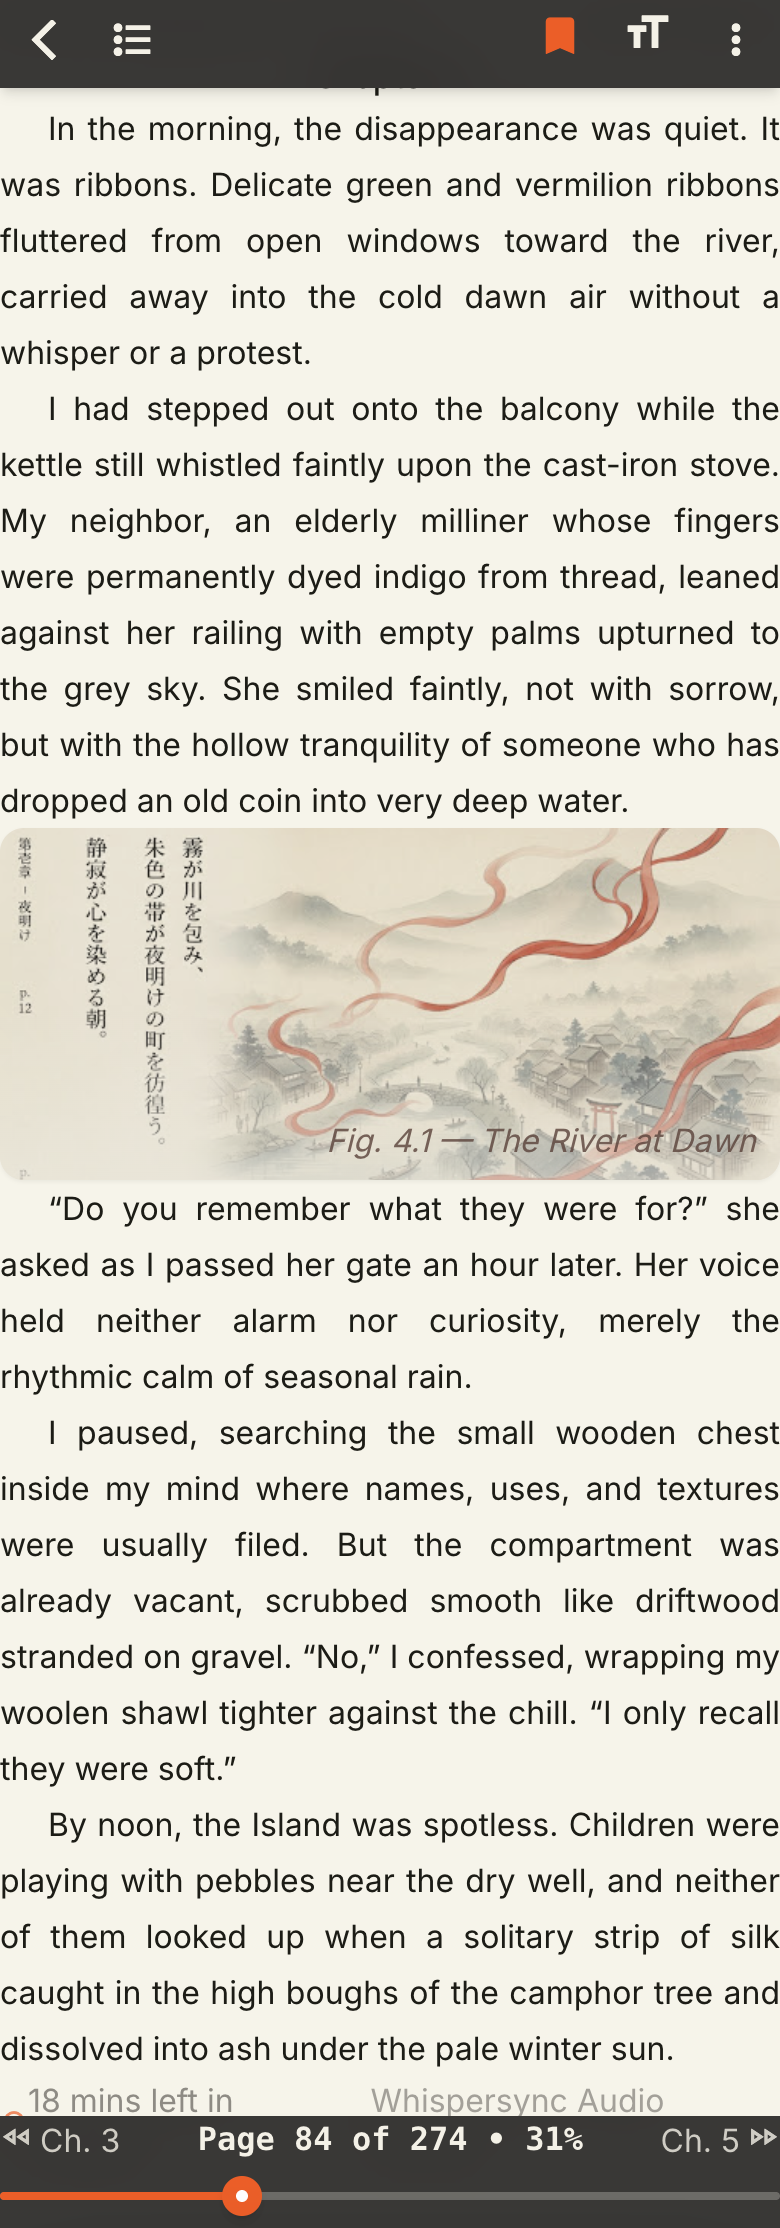 In the morning, the disappearance was quiet. It
was ribbons. Delicate green and vermilion ribbons
fluttered from open windows toward the river,
carried away into the cold dawn air without a
whisper or a protest.
I had stepped out onto the balcony while the
kettle still whistled faintly upon the cast-iron stove.
My neighbor, an elderly milliner whose fingers
were permanently dyed indigo from thread, leaned
against her railing with empty palms upturned to
the grey sky. She smiled faintly, not with sorrow,
but with the hollow tranquility of someone who has
dropped an old coin into very deep water.
霧が川を包み、
朱色の帯が夜明けの町を彷徨う。
静寂が心を染める朝。
第壱章 - 夜明け
p.
12
p.
Fig. 4.1 — The River at Dawn
“Do you remember what they were for?” she
asked as I passed her gate an hour later. Her voice
held neither alarm nor curiosity, merely the
rhythmic calm of seasonal rain.
I paused, searching the small wooden chest
inside my mind where names, uses, and textures
were usually filed. But the compartment was
already vacant, scrubbed smooth like driftwood
stranded on gravel. “No,” I confessed, wrapping my
woolen shawl tighter against the chill. “I only recall
they were soft.”
By noon, the Island was spotless. Children were
playing with pebbles near the dry well, and neither
of them looked up when a solitary strip of silk
caught in the high boughs of the camphor tree and
dissolved into ash under the pale winter sun.
18 mins left in
Whispersync Audio
Ch. 3
Page 84 of 274 • 31%
Ch. 5